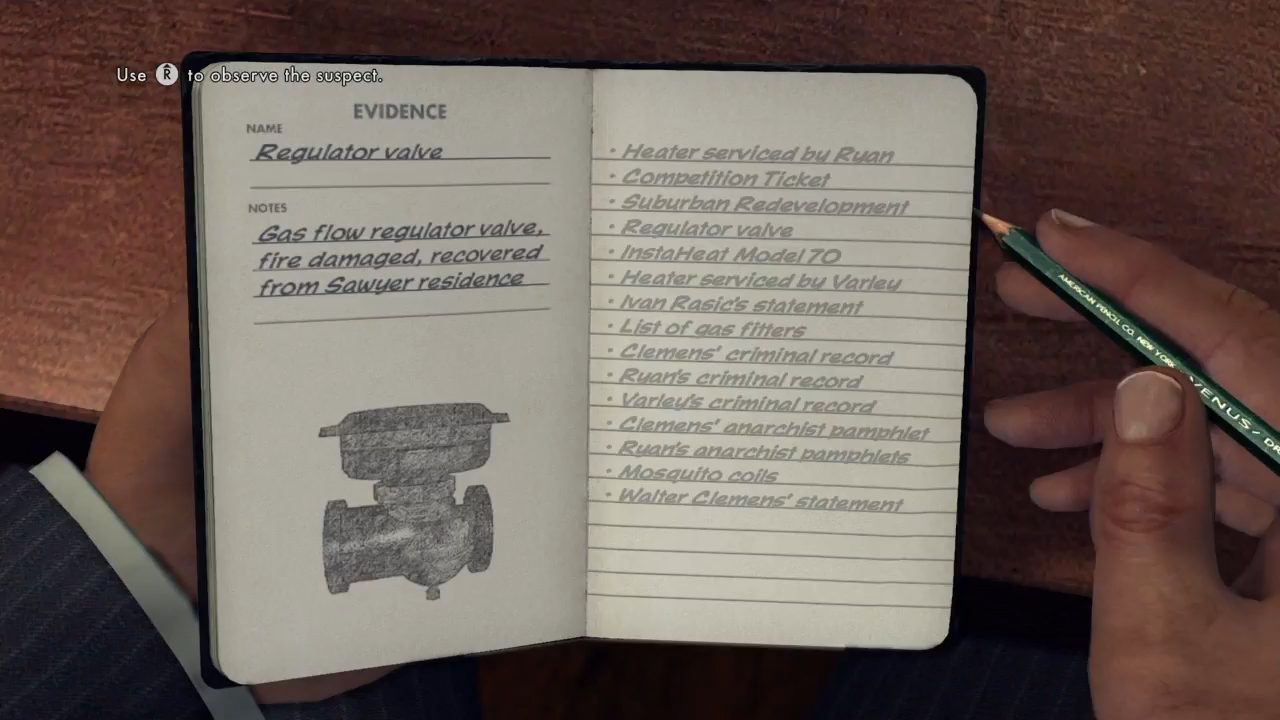 Use R to observe the suspect.
EVIDENCE
NAME
Regulator valve
NOTES
Gas flow regulator valve,
fire damaged, recovered
from Sawyer residence
• Heater serviced by Ryan
• Competition Ticket
• Suburban Redevelopment
• Regulator valve
• InstaHeat Model 70
• Heater serviced by Varley
• Ivan Rasic's statement
• List of gas fitters
• Clemens' criminal record
• Ryan's criminal record
• Varley's criminal record
• Clemens' anarchist pamphlet
• Ryan's anarchist pamphlets
• Mosquito coils
• Walter Clemens' statement
AMERICAN PENCIL CO. NEW YORK
VENUS / DR